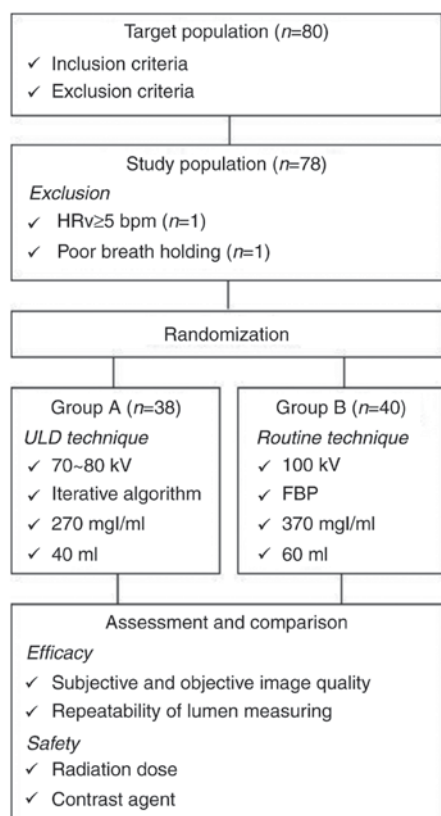 Target population (n=80)
✓ Inclusion criteria
✓ Exclusion criteria
Study population (n=78)
Exclusion
✓ HRv≥5 bpm (n=1)
✓ Poor breath holding (n=1)
Randomization
Group A (n=38)
ULD technique
✓ 70~80 kV
✓ Iterative algorithm
✓ 270 mgI/ml
✓ 40 ml
Group B (n=40)
Routine technique
✓ 100 kV
✓ FBP
✓ 370 mgI/ml
✓ 60 ml
Assessment and comparison
Efficacy
✓ Subjective and objective image quality
✓ Repeatability of lumen measuring
Safety
✓ Radiation dose
✓ Contrast agent